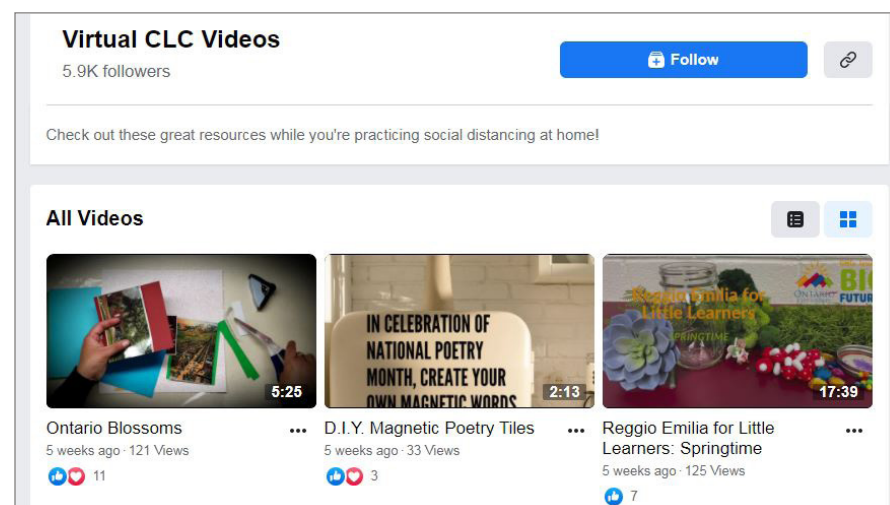 Virtual CLC Videos
5.9K followers
Follow
Check out these great resources while you're practicing social distancing at home!
All Videos
5:25
IN CELEBRATION OF
NATIONAL POETRY
MONTH, CREATE YOUR
OWN MAGNETIC WORDS
2:13
Reggio Emilia for
Little Learners
SPRINGTIME
ONTARIO
BIG
FUTUR
17:39
Ontario Blossoms
5 weeks ago · 121 Views
11
D.I.Y. Magnetic Poetry Tiles
5 weeks ago · 33 Views
3
Reggio Emilia for Little
Learners: Springtime
5 weeks ago · 125 Views
7